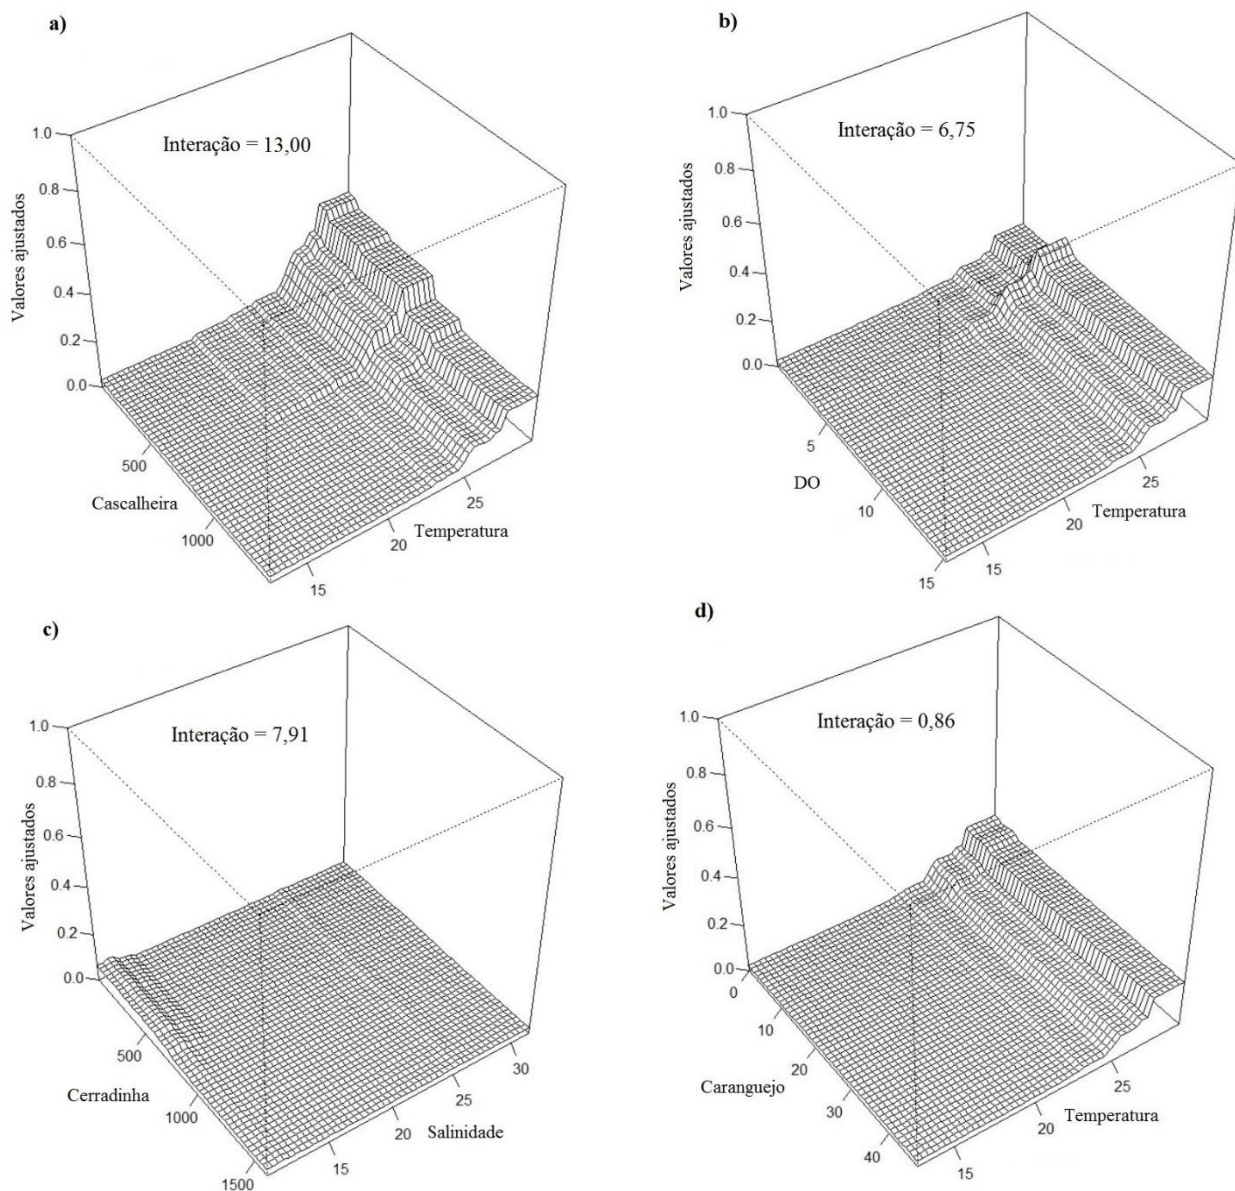 a)
Interação = 13,00
Valores ajustados
1.0
0.8
0.6
0.4
0.2
0.0
500
1000
Cascalheira
15
20
25
Temperatura
b)
Interação = 6,75
Valores ajustados
1.0
0.8
0.6
0.4
0.2
0.0
5
10
15
DO
15
20
25
Temperatura
c)
Interação = 7,91
Valores ajustados
1.0
0.8
0.6
0.4
0.2
0.0
500
1000
1500
Cerradinha
15
20
25
30
Salinidade
d)
Interação = 0,86
Valores ajustados
1.0
0.8
0.6
0.4
0.2
0.0
0
10
20
30
40
Caranguejo
15
20
25
Temperatura